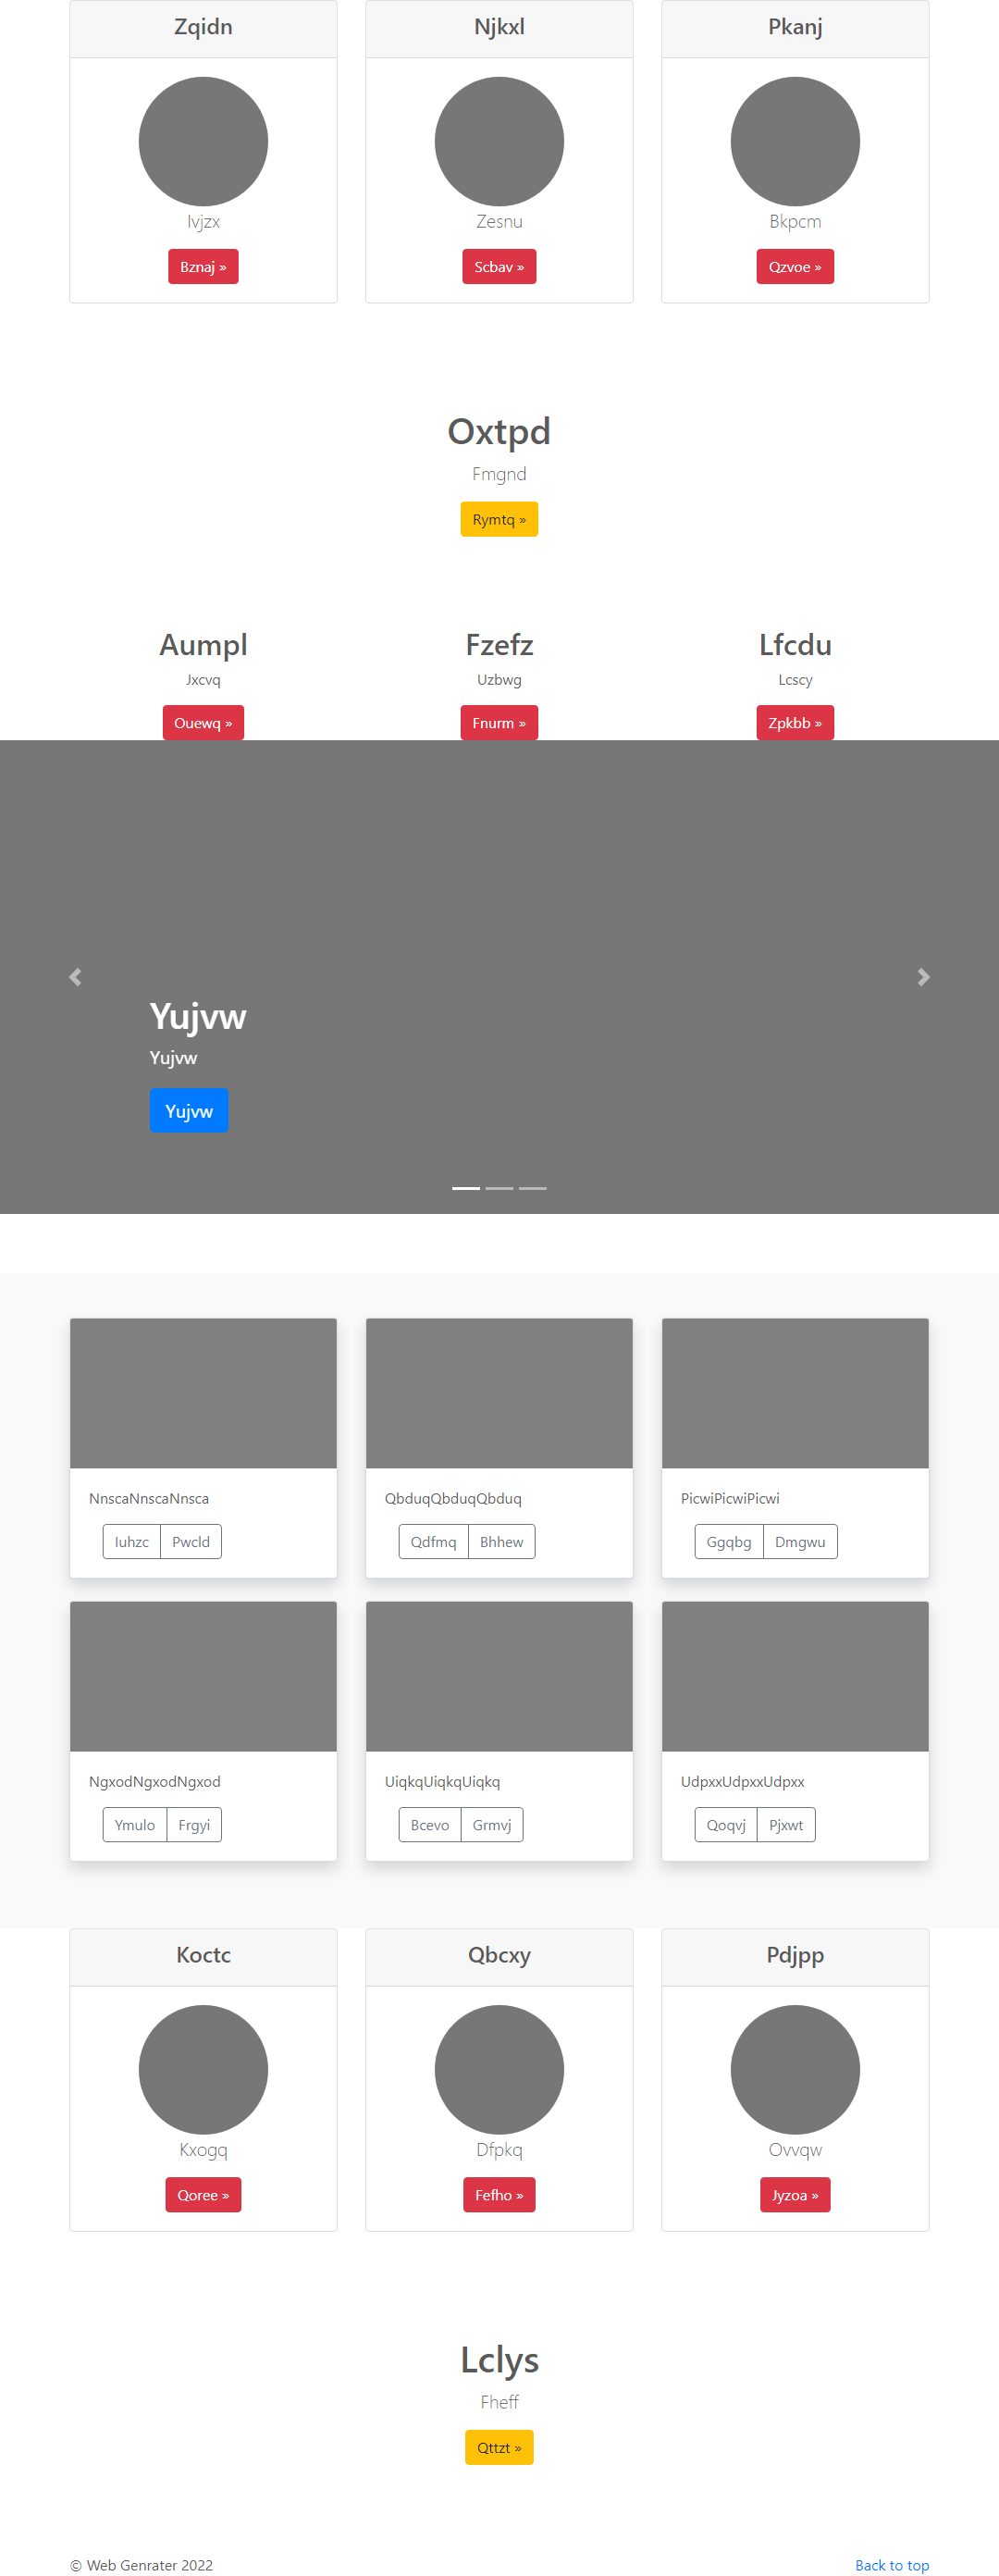 Zqidn Njkxl Pkanj
Ivjzx Zesnu Bkpcm
Bznaj » Scbav » Qzvoe »
Oxtpd
Fmgnd
Rymtq »
Aumpl Fzefz Lfcdu
Jxcvq Uzbwg Lcscy
Ouewq » Fnurm » Zpkbb »
Yujvw
Yujvw
Yujvw
NnscaNnscaNnsca QbduqQbduqQbduq PicwiPicwiPicwi
Iuhzc Pwcld Qdfmq Bhhew Ggqbg Dmgwu
NgxodNgxodNgxod UiqkqUiqkqUiqkq UdpxxUdpxxUdpxx
Ymulo Frgyi Bcevo Grmvj Qoqvj Pjxwt
Koctc Qbcxy Pdjpp
Kxogq Dfpkq Ovvqw
Qoree » Fefho » Jyzoa »
Lclys
Fheff
Qttzt »
© Web Genrater 2022 Back to top